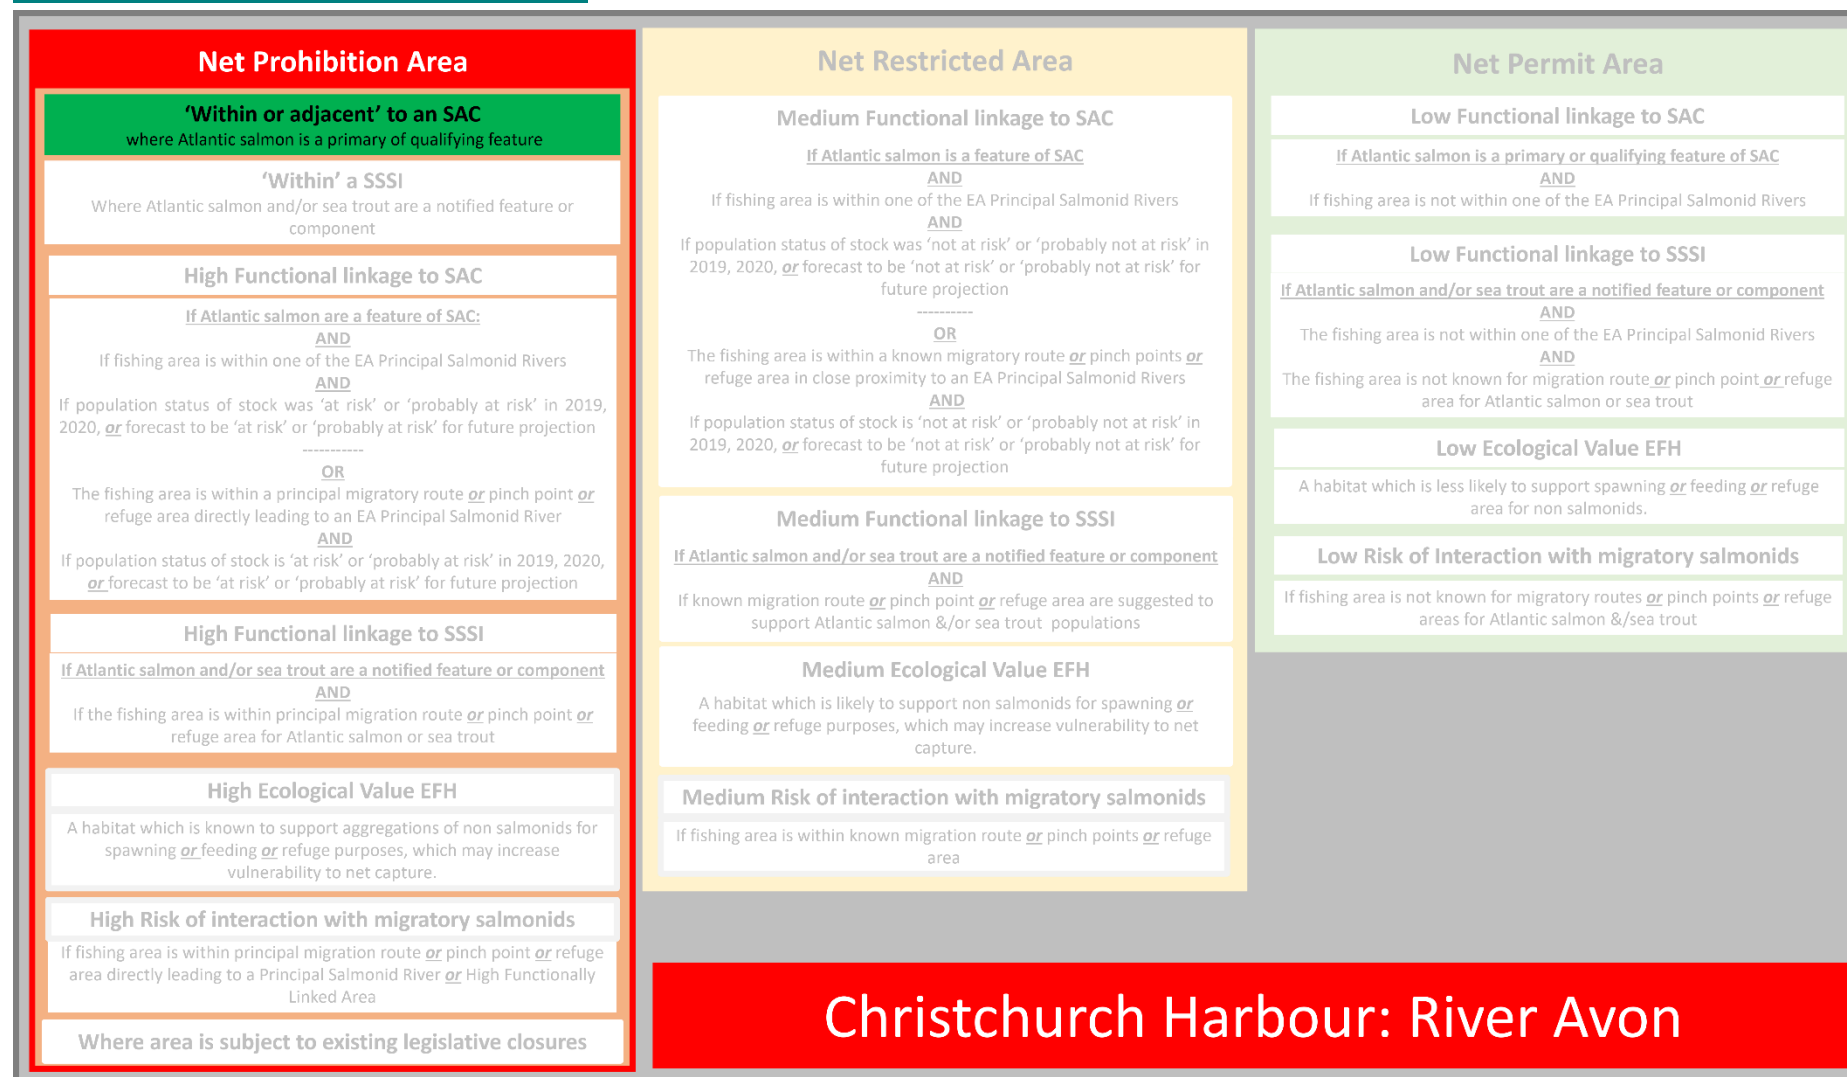 Net Prohibition Area
‘Within or adjacent’ to an SAC
where Atlantic salmon is a primary of qualifying feature
‘Within’ a SSSI
Where Atlantic salmon and/or sea trout are a notified feature or
component
High Functional linkage to SAC
If Atlantic salmon are a feature of SAC:
AND
If fishing area is within one of the EA Principal Salmonid Rivers
AND
If population status of stock was ‘at risk’ or ‘probably at risk’ in 2019,
2020, or forecast to be ‘at risk’ or ‘probably at risk’ for future projection
-----------
OR
The fishing area is within a principal migratory route or pinch point or
refuge area directly leading to an EA Principal Salmonid River
AND
If population status of stock is ‘at risk’ or ‘probably at risk’ in 2019, 2020,
or forecast to be ‘at risk’ or ‘probably at risk’ for future projection
High Functional linkage to SSSI
If Atlantic salmon and/or sea trout are a notified feature or component
AND
If the fishing area is within principal migration route or pinch point or
refuge area for Atlantic salmon or sea trout
High Ecological Value EFH
A habitat which is known to support aggregations of non salmonids for
spawning or feeding or refuge purposes, which may increase
vulnerability to net capture.
High Risk of interaction with migratory salmonids
If fishing area is within principal migration route or pinch point or refuge
area directly leading to a Principal Salmonid River or High Functionally
Linked Area
Where area is subject to existing legislative closures
Net Restricted Area
Medium Functional linkage to SAC
If Atlantic salmon is a feature of SAC
AND
If fishing area is within one of the EA Principal Salmonid Rivers
AND
If population status of stock was ‘not at risk’ or ‘probably not at risk’ in
2019, 2020, or forecast to be ‘not at risk’ or ‘probably not at risk’ for
future projection
----------
OR
The fishing area is within a known migratory route or pinch points or
refuge area in close proximity to an EA Principal Salmonid Rivers
AND
If population status of stock is ‘not at risk’ or ‘probably not at risk’ in
2019, 2020, or forecast to be ‘not at risk’ or ‘probably not at risk’ for
future projection
Medium Functional linkage to SSSI
If Atlantic salmon and/or sea trout are a notified feature or component
AND
If known migration route or pinch point or refuge area are suggested to
support Atlantic salmon &/or sea trout populations
Medium Ecological Value EFH
A habitat which is likely to support non salmonids for spawning or
feeding or refuge purposes, which may increase vulnerability to net
capture.
Medium Risk of interaction with migratory salmonids
If fishing area is within known migration route or pinch points or refuge
area
Net Permit Area
Low Functional linkage to SAC
If Atlantic salmon is a primary or qualifying feature of SAC
AND
If fishing area is not within one of the EA Principal Salmonid Rivers
Low Functional linkage to SSSI
If Atlantic salmon and/or sea trout are a notified feature or component
AND
The fishing area is not within one of the EA Principal Salmonid Rivers
AND
The fishing area is not known for migration route or pinch point or refuge
area for Atlantic salmon or sea trout
Low Ecological Value EFH
A habitat which is less likely to support spawning or feeding or refuge
area for non salmonids.
Low Risk of Interaction with migratory salmonids
If fishing area is not known for migratory routes or pinch points or refuge
areas for Atlantic salmon &/sea trout
Christchurch Harbour: River Avon